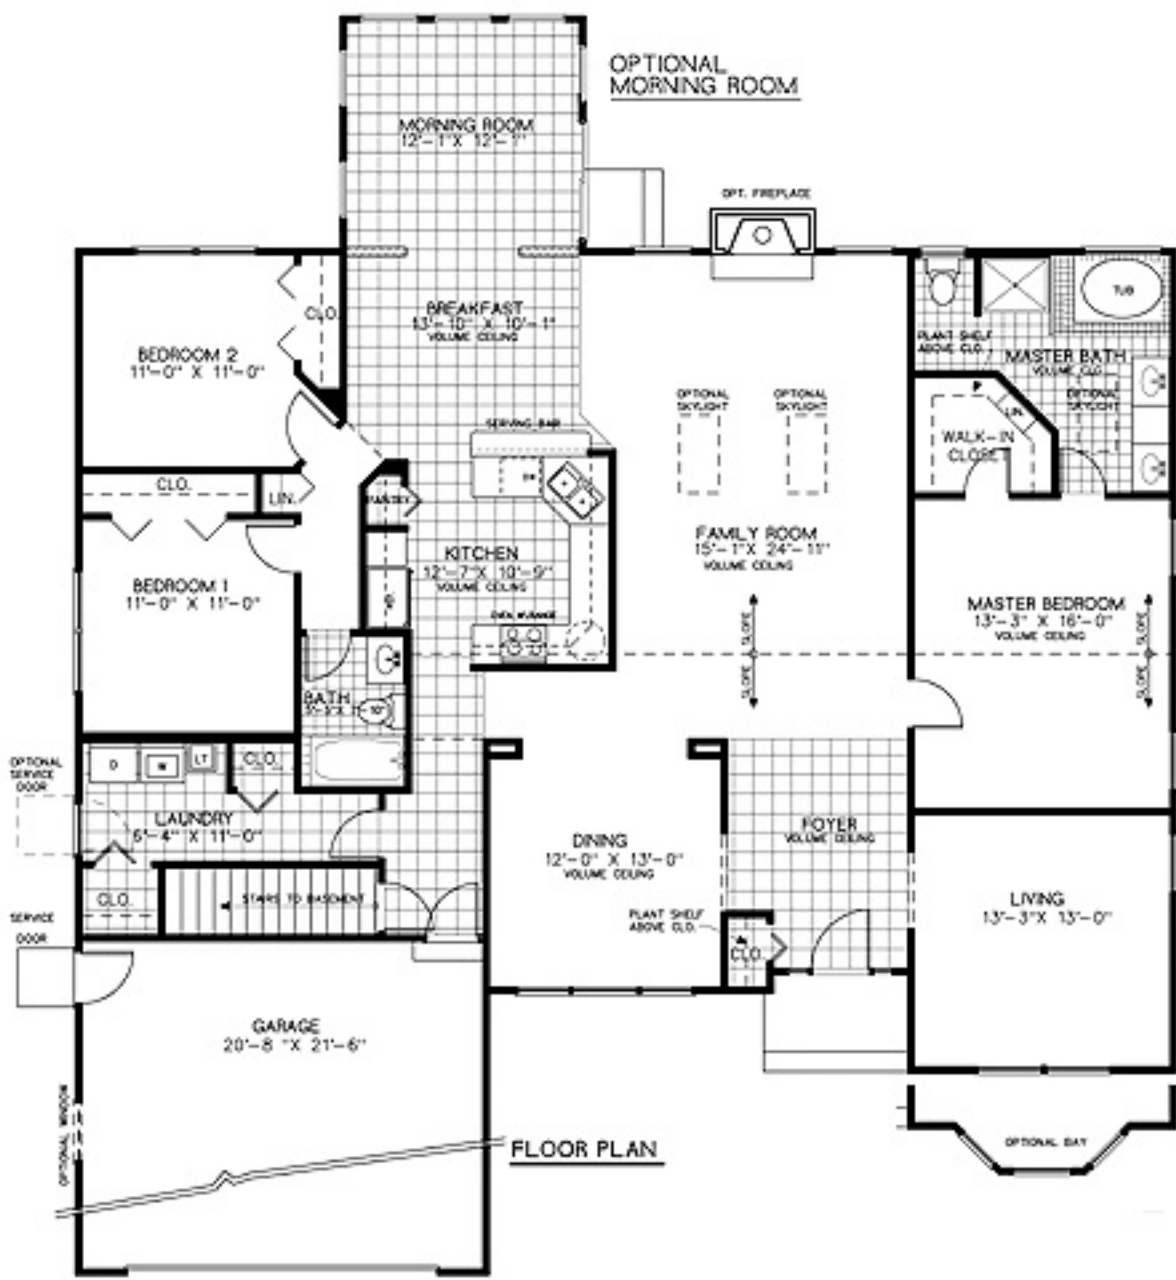 OPTIONAL
MORNING ROOM
MORNING ROOM
12'-1"X 12'-1"
OPT. FIREPLACE
BREAKFAST
13'-10" X 10'-1"
VOLUME CEILING
CLO.
BEDROOM 2
11'-0" X 11'-0"
TUB
PLANT SHELF
ABOVE CLO.
MASTER BATH
VOLUME CLG.
OPTIONAL
SKYLIGHT
OPTIONAL
SKYLIGHT
OPTIONAL
SKYLIGHT
LIN.
WALK-IN
CLOSET
SERVING BAR
CLO.
LIN.
PANTRY
FAMILY ROOM
15'-1"X 24'-11"
VOLUME CEILING
KITCHEN
12'-7"X 10'-9"
VOLUME CEILING
BEDROOM 1
11'-0" X 11'-0"
MASTER BEDROOM
13'-3" X 16'-0"
VOLUME CEILING
SLOPE
SLOPE
SLOPE
SLOPE
BATH
OPTIONAL
SERVICE
DOOR
D
W
LT
CLO.
LAUNDRY
6'-4" X 11'-0"
DINING
12'-0" X 13'-0"
VOLUME CEILING
FOYER
VOLUME CEILING
CLO.
STAIRS TO BASEMENT
LIVING
13'-3"X 13'-0"
SERVICE
DOOR
PLANT SHELF
ABOVE CLO.
CLO.
GARAGE
20'-8 "X 21'-6"
OPTIONAL WINDOW
FLOOR PLAN
OPTIONAL BAY